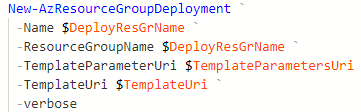 New-AzResourceGroupDeployment `
-Name $DeployResGrName `
-ResourceGroupName $DeployResGrName `
-TemplateParameterUri $TemplateParametersUri `
-TemplateUri $TemplateUri `
-verbose